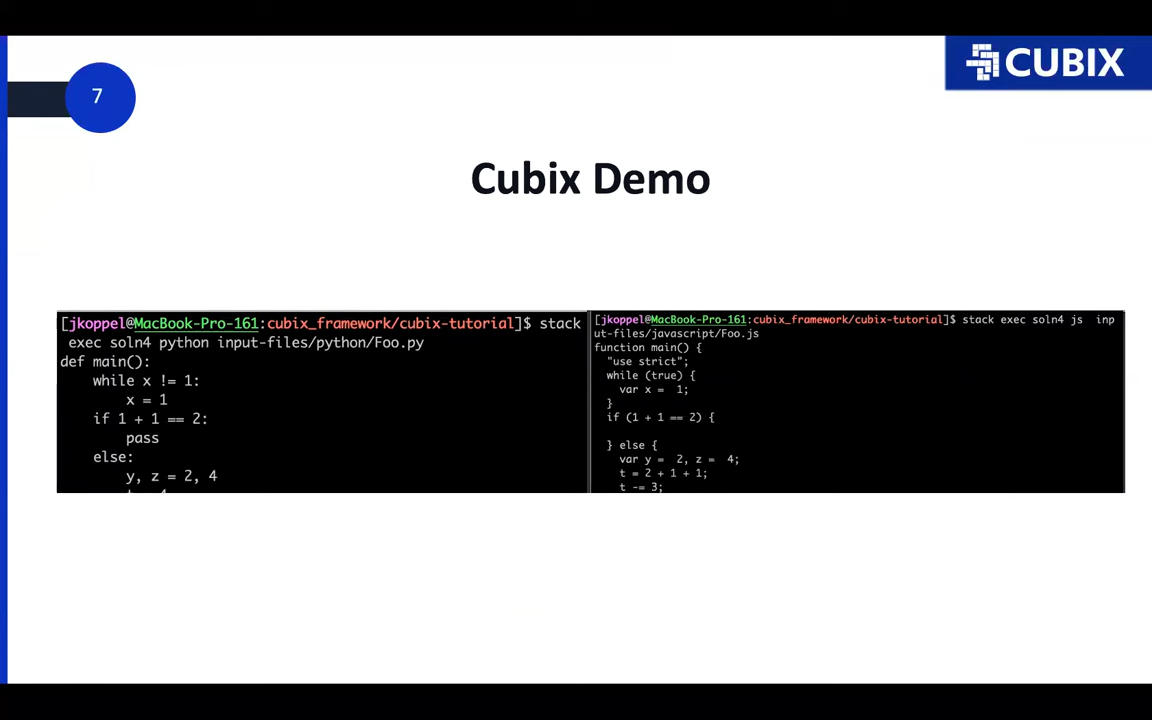 CUBIX
7
Cubix Demo
[jkoppel@MacBook-Pro-161:cubix_framework/cubix-tutorial]$ stack
exec soln4 python input-files/python/Foo.py
def main():
    while x != 1:
        x = 1
    if 1 + 1 == 2:
        pass
    else:
        y, z = 2, 4
[jkoppel@MacBook-Pro-161:cubix_framework/cubix-tutorial]$ stack exec soln4 js  inp
ut-files/javascript/Foo.js
function main() {
  "use strict";
  while (true) {
    var x =  1;
  }
  if (1 + 1 == 2) {
  } else {
    var y =  2, z =  4;
    t = 2 + 1 + 1;
    t -= 3;